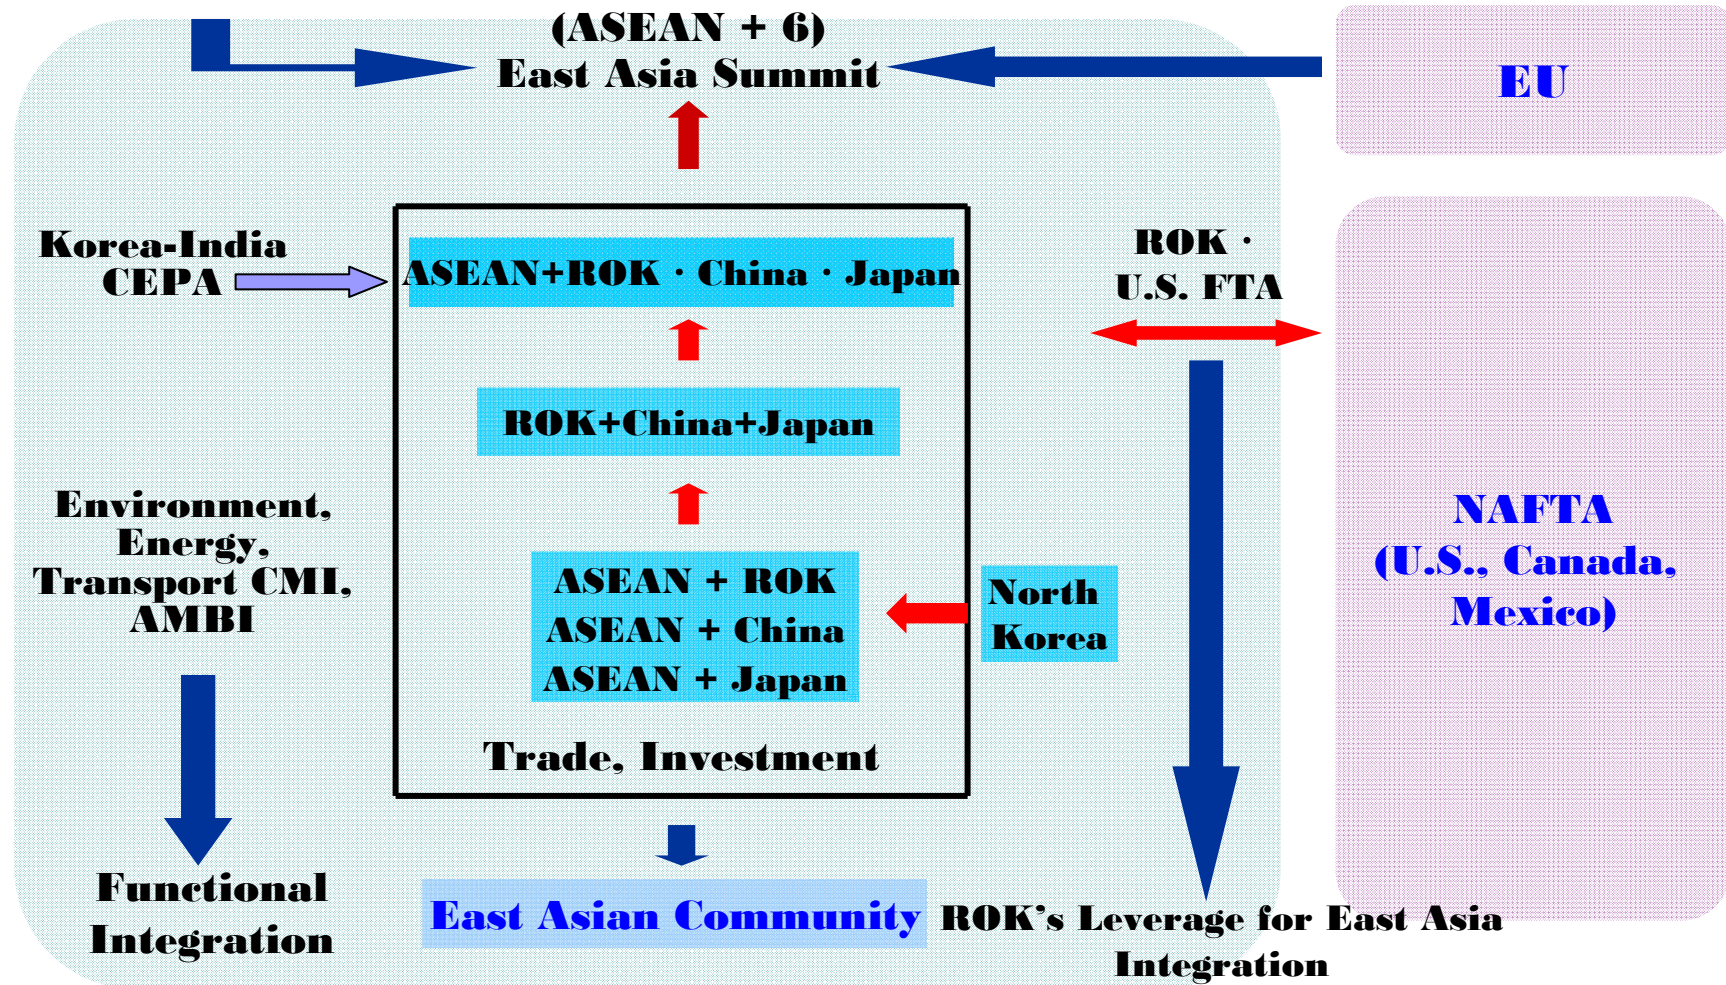 (ASEAN + 6)
East Asia Summit
EU
Korea-India
CEPA
ASEAN+ROK · China · Japan
ROK ·
U.S. FTA
ROK+China+Japan
Environment,
Energy,
Transport CMI,
AMBI
ASEAN + ROK
ASEAN + China
ASEAN + Japan
North
Korea
NAFTA
(U.S., Canada,
Mexico)
Trade, Investment
Functional
Integration
East Asian Community
ROK’s Leverage for East Asia
Integration